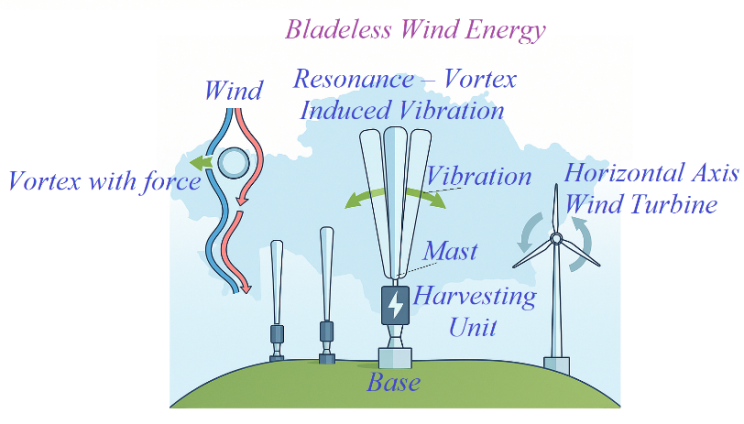 Bladeless Wind Energy
Resonance – Vortex
Induced Vibration
Wind
Vortex with force
Vibration
Horizontal Axis
Wind Turbine
Mast
Harvesting
Unit
Base